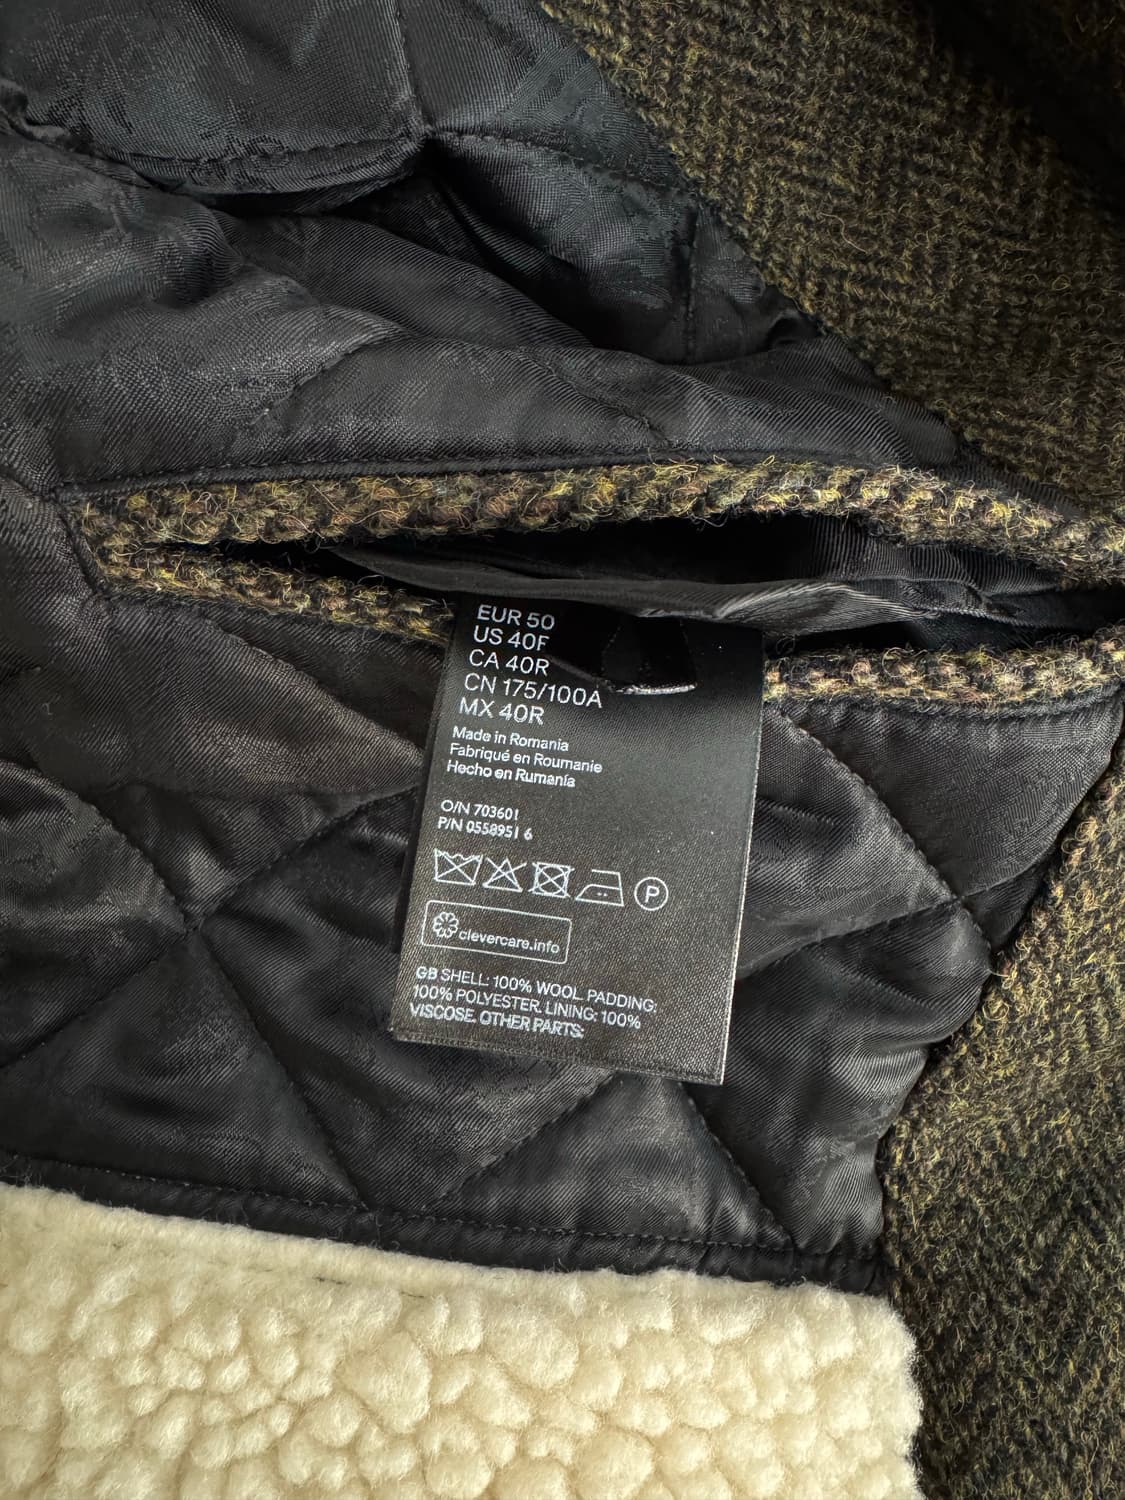 EUR 50
US 40R
CA 40R
CN 175/100A
MX 40R
Made in Romania
Fabriqué en Roumanie
Hecho en Rumanía
O/N 703601
P/N 0558951 6
P
clevercare.info
GB SHELL: 100% WOOL. PADDING:
100% POLYESTER. LINING: 100%
VISCOSE. OTHER PARTS: